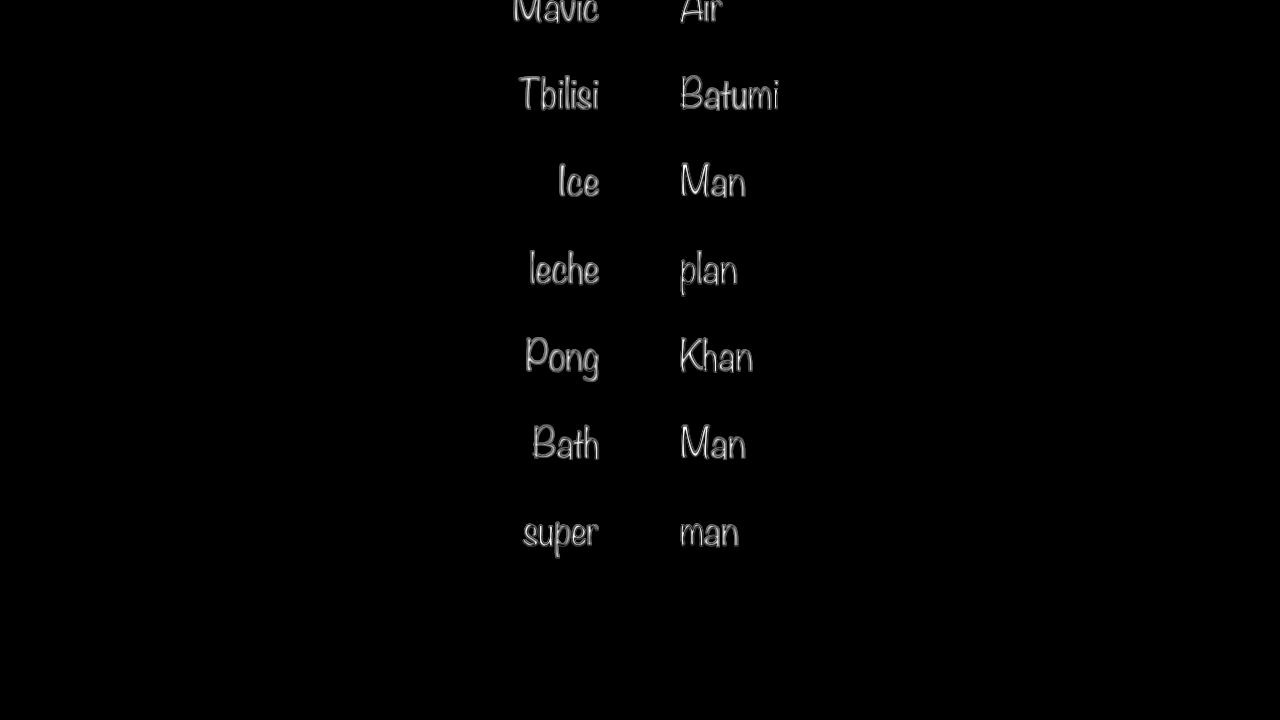 Mavic Air
Tbilisi Batumi
Ice Man
leche plan
Pong Khan
Bath Man
super man